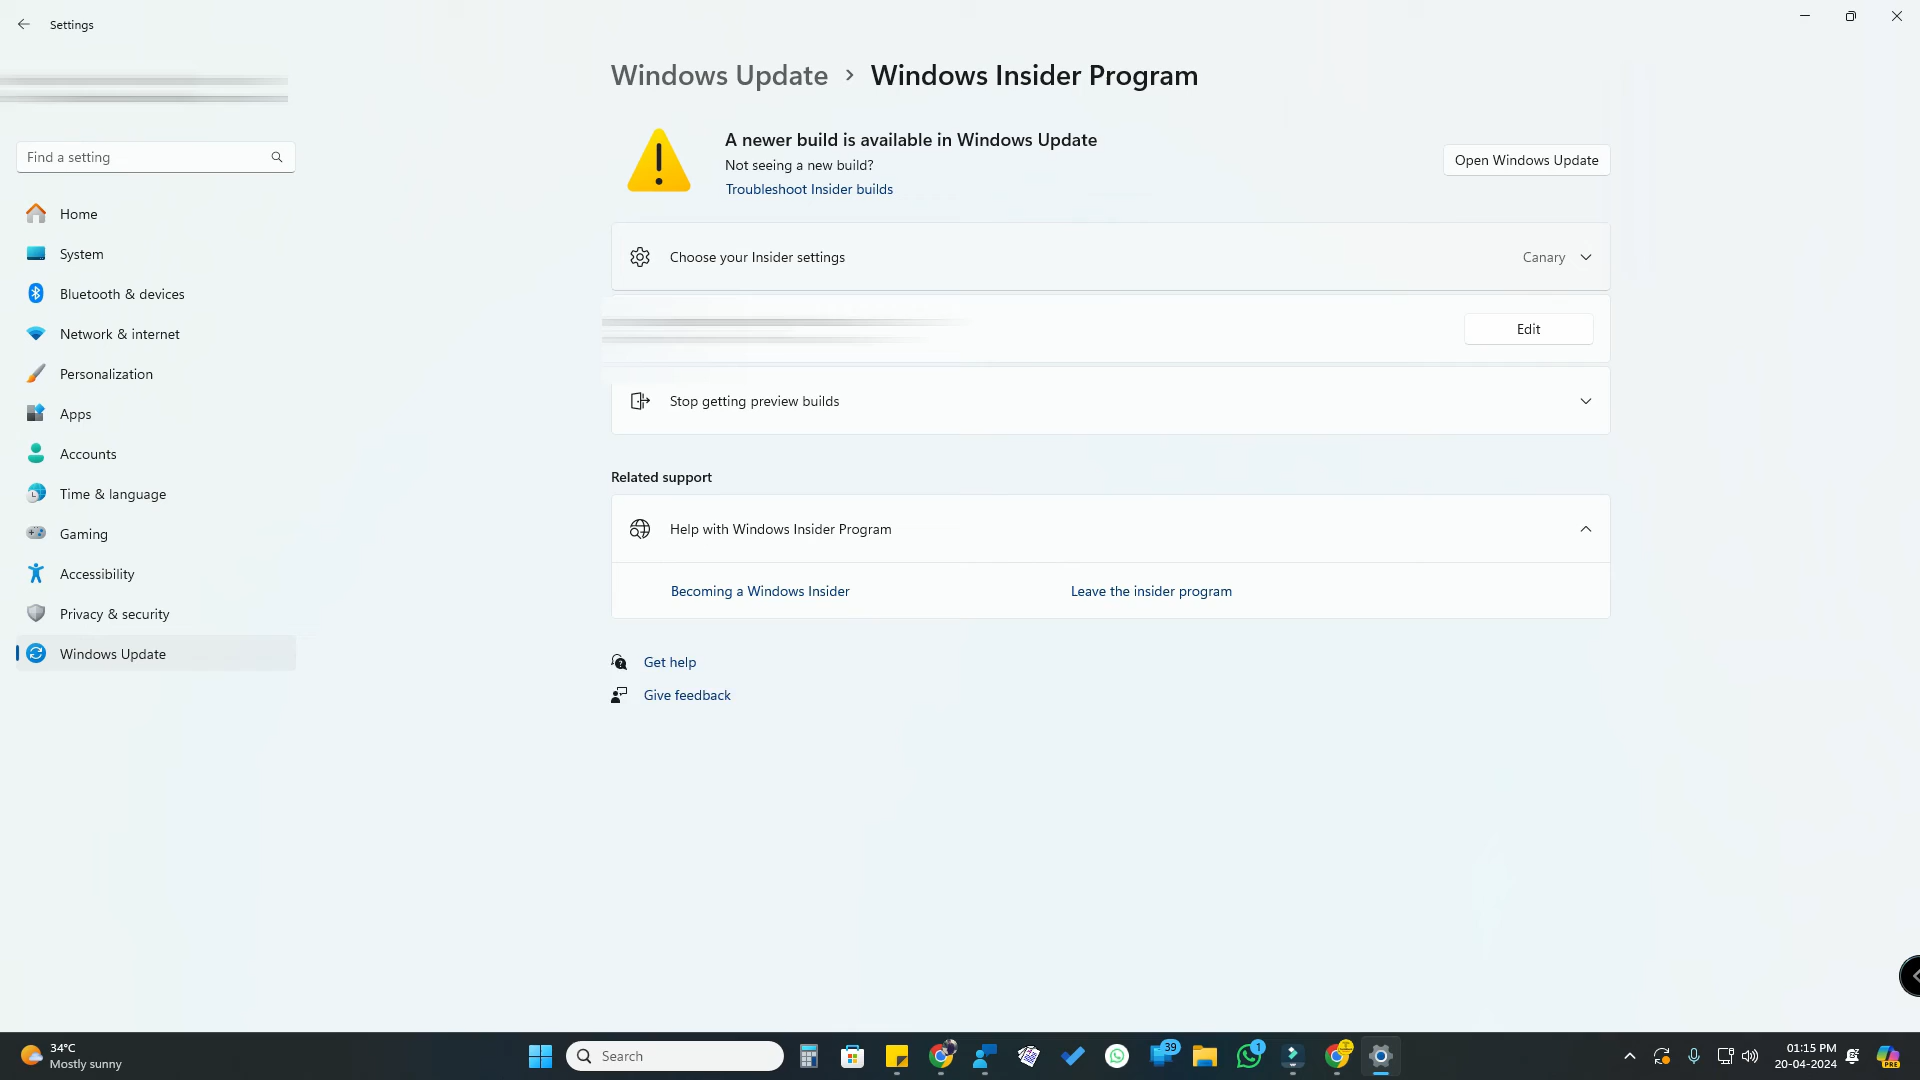 Settings
Windows Update > Windows Insider Program
A newer build is available in Windows Update
Not seeing a new build?
Troubleshoot Insider builds
Open Windows Update
Find a setting
Home
System
Bluetooth & devices
Network & internet
Personalization
Apps
Accounts
Time & language
Gaming
Accessibility
Privacy & security
Windows Update
Choose your Insider settings
Canary
Edit
Stop getting preview builds
Related support
Help with Windows Insider Program
Becoming a Windows Insider
Leave the insider program
Get help
Give feedback
34°C
Mostly sunny
Search
39
1
01:15 PM
20-04-2024
PRE